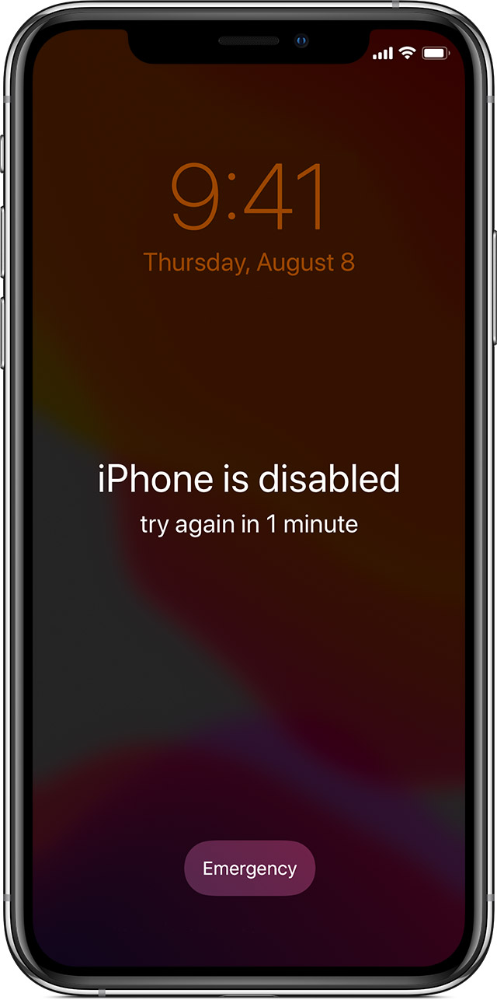 9:41
Thursday, August 8
iPhone is disabled
try again in 1 minute
Emergency